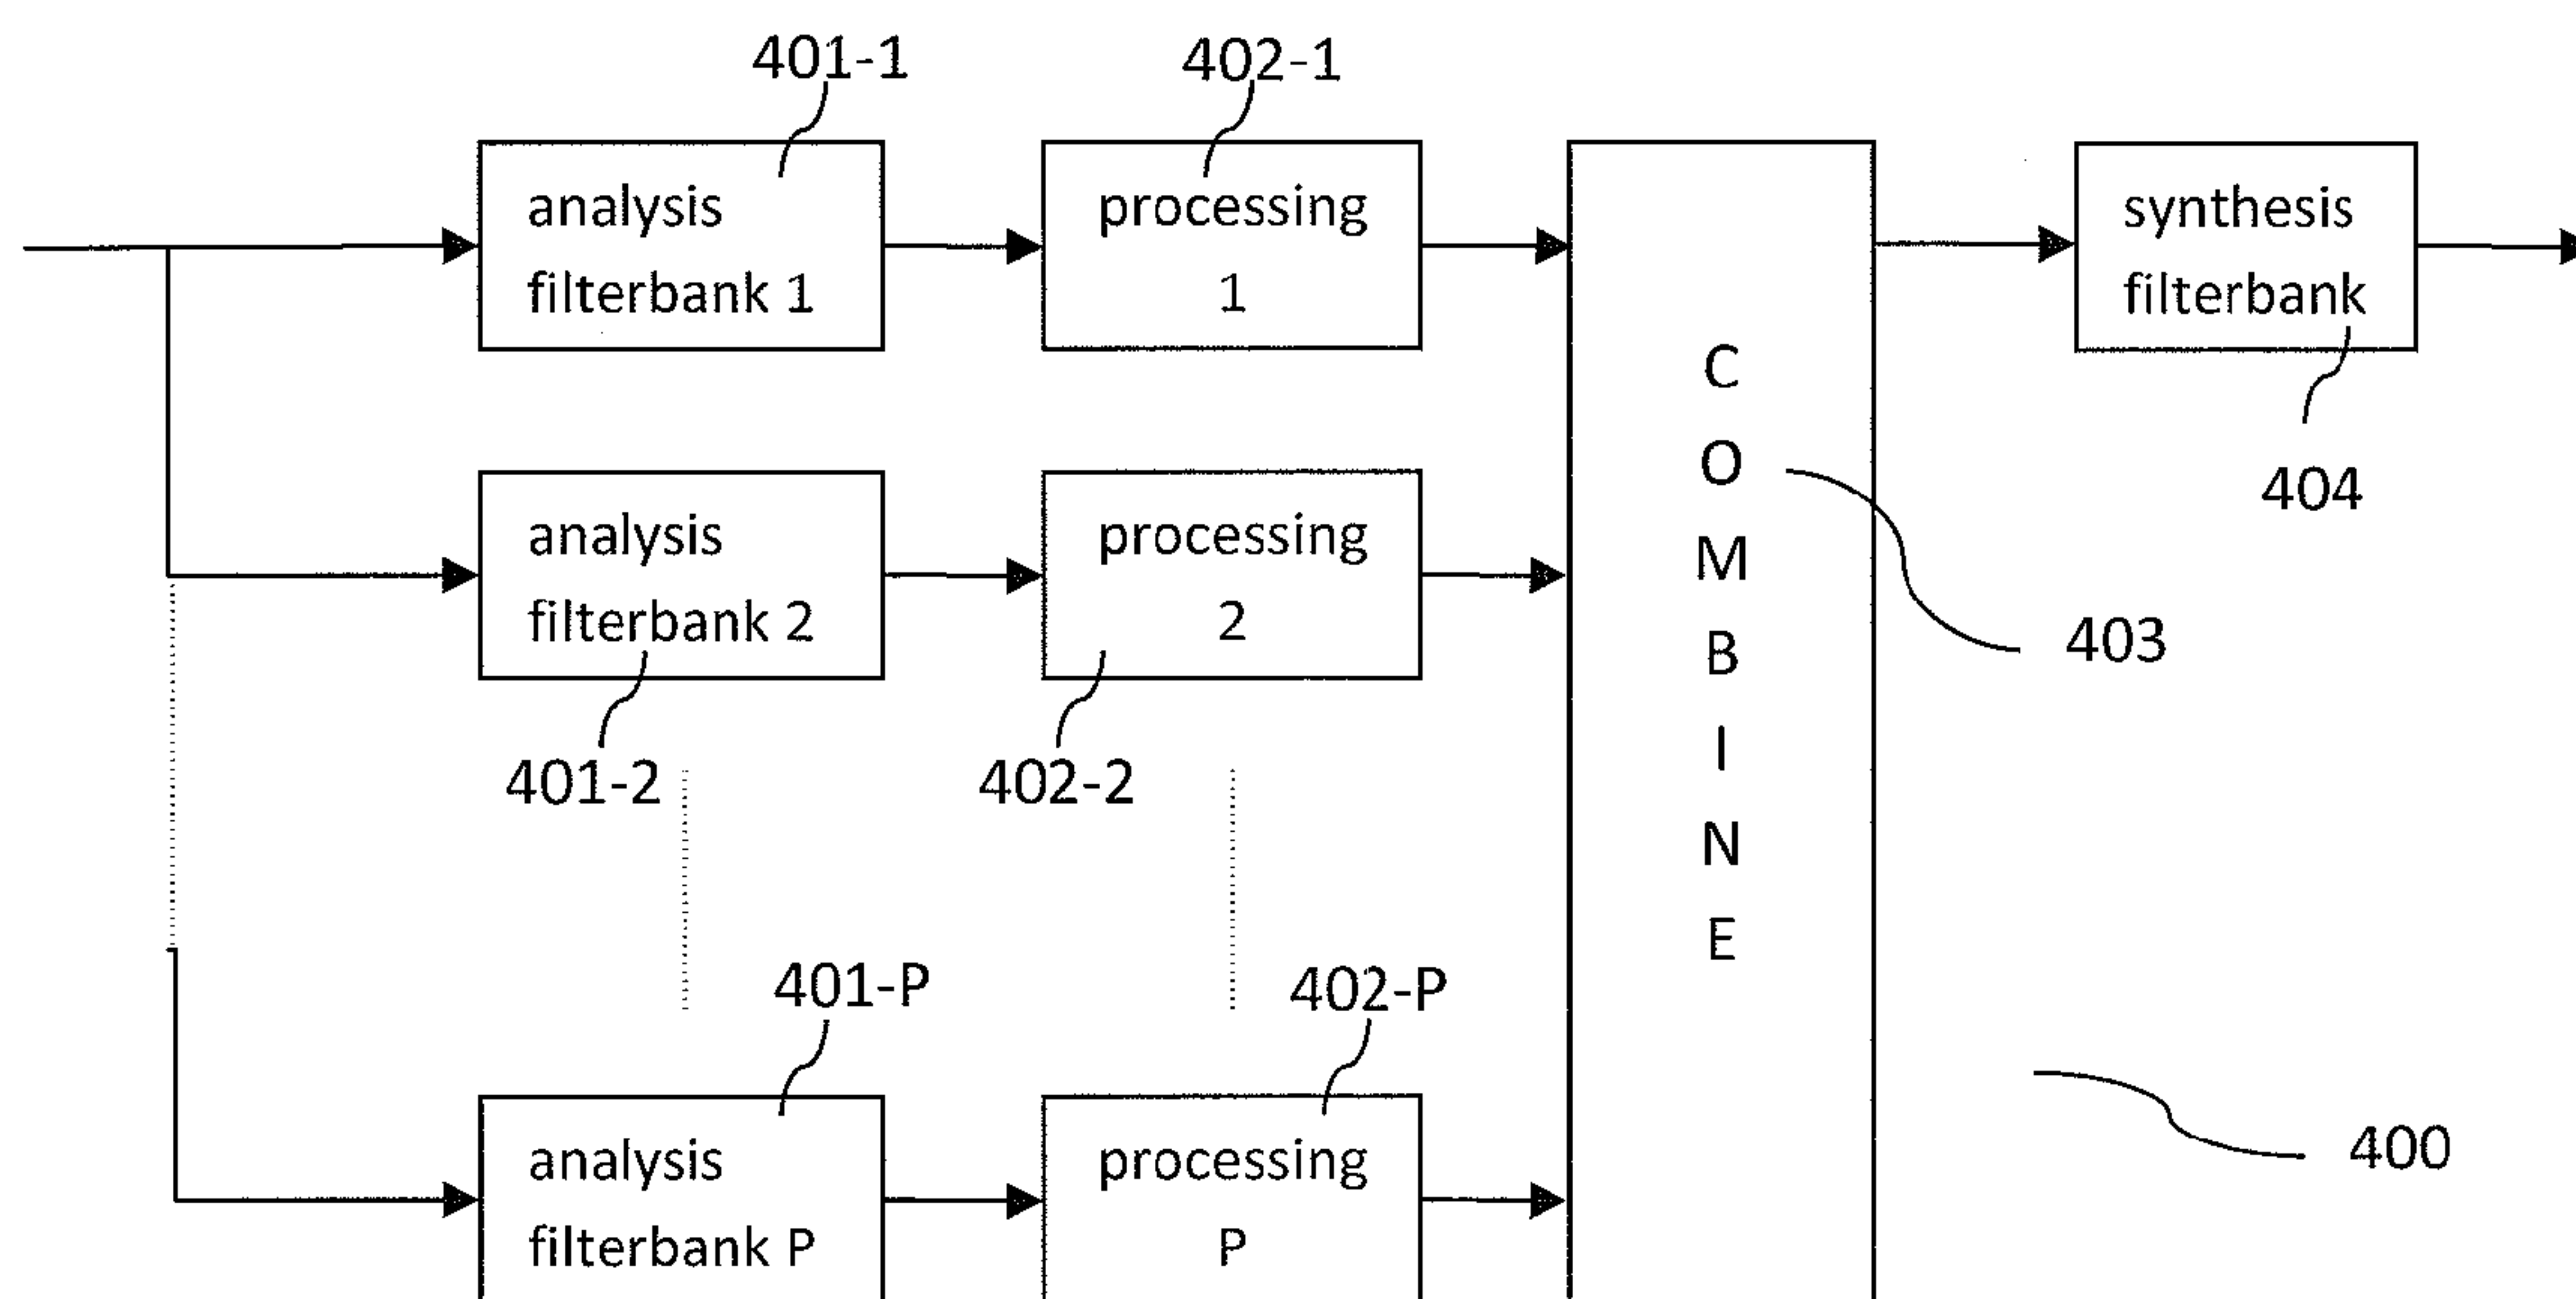 401-1
402-1
analysis
filterbank 1
processing
1
synthesis
filterbank
404
COMBINE
403
analysis
filterbank 2
processing
2
401-2
402-2
401-P
402-P
analysis
filterbank P
processing
P
400